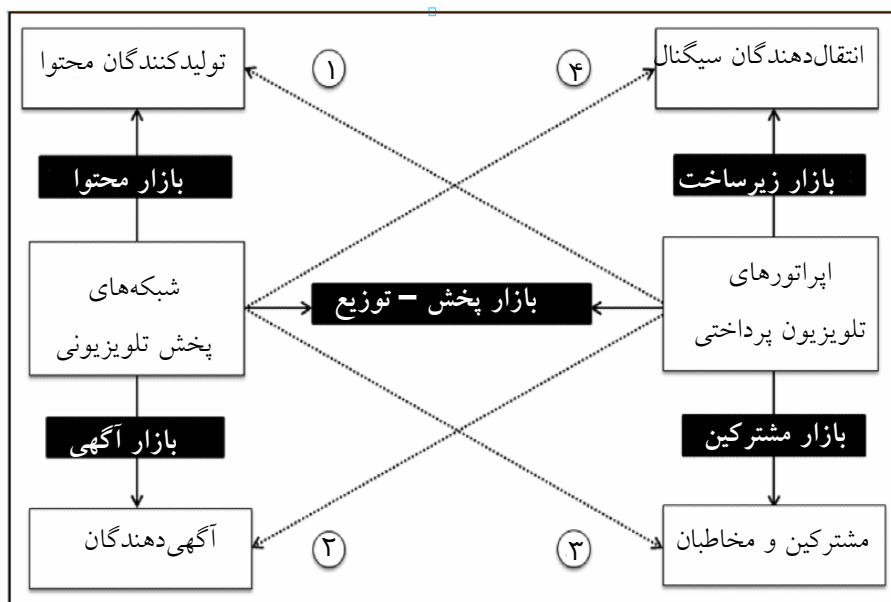 انتقال‌دهندگان سیگنال
۴
۱
تولیدکنندگان محتوا
بازار زیرساخت
بازار محتوا
اپراتورهای
تلویزیون پرداختی
بازار پخش – توزیع
شبکه‌های
پخش تلویزیونی
بازار مشترکین
بازار آگهی
مشترکین و مخاطبان
۳
۲
آگهی‌دهندگان